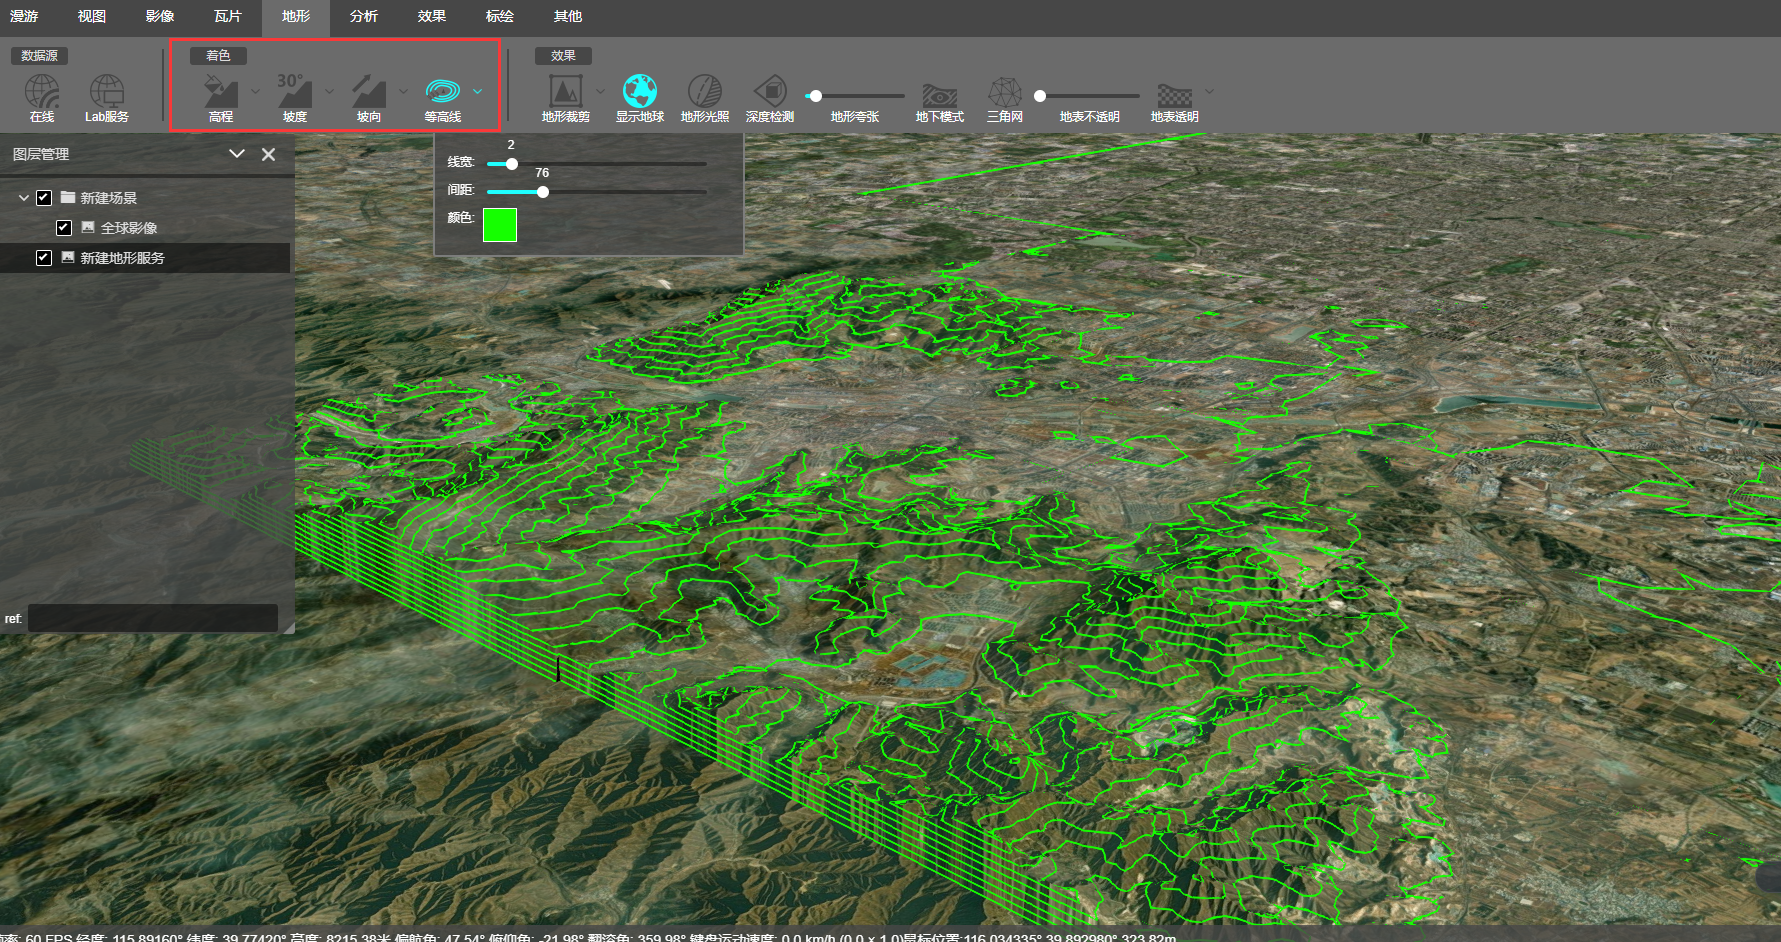 漫游 视图 影像 瓦片 地形 分析 效果 标绘 其他
数据源 着色 效果
30°
在线 Lab服务 高程 坡度 坡向 等高线 地形裁剪 显示地球 地形光照 深度检测 地形夸张 地下模式 三角网 地表不透明 地表透明
图层管理
新建场景
全球影像
新建地形服务
ref:
2
线宽:
76
间距:
颜色:
率: 60 FPS 经度: 115.89160° 纬度: 39.77420° 高度: 8215.38米 偏航角: 47.54° 俯仰角: -21.98° 翻滚角: 359.98° 键盘运动速度: 0.0 km/h (0.0 x 1.0)鼠标位置:116.034335° 39.892980° 323.82m